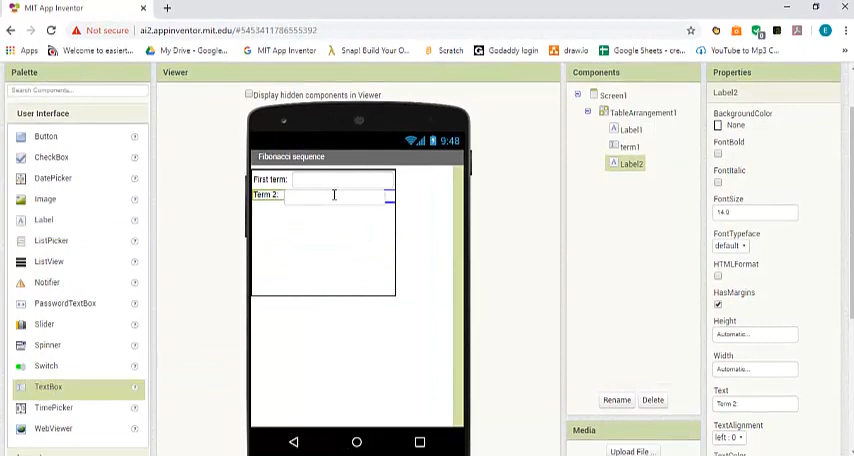 MIT App Inventor
Not secure
ai2.appinventor.mit.edu/#5453411786555392
Apps
Welcome to easiert...
My Drive - Google...
MIT App Inventor
Snap! Build Your O...
Scratch
Godaddy login
draw.io
Google Sheets - cre...
YouTube to Mp3 C...
Palette
Search Components...
User Interface
Button
CheckBox
DatePicker
Image
Label
ListPicker
ListView
Notifier
PasswordTextBox
Slider
Spinner
Switch
TextBox
TimePicker
WebViewer
Viewer
Display hidden components in Viewer
9:48
Fibonacci sequence
First term:
Term 2:
Components
Screen1
TableArrangement1
Label1
term1
Label2
Rename
Delete
Media
Upload File ...
Properties
Label2
BackgroundColor
None
FontBold
FontItalic
FontSize
14.0
FontTypeface
default
HTMLFormat
HasMargins
Height
Automatic...
Width
Automatic...
Text
Term 2:
TextAlignment
left : 0
TextColor